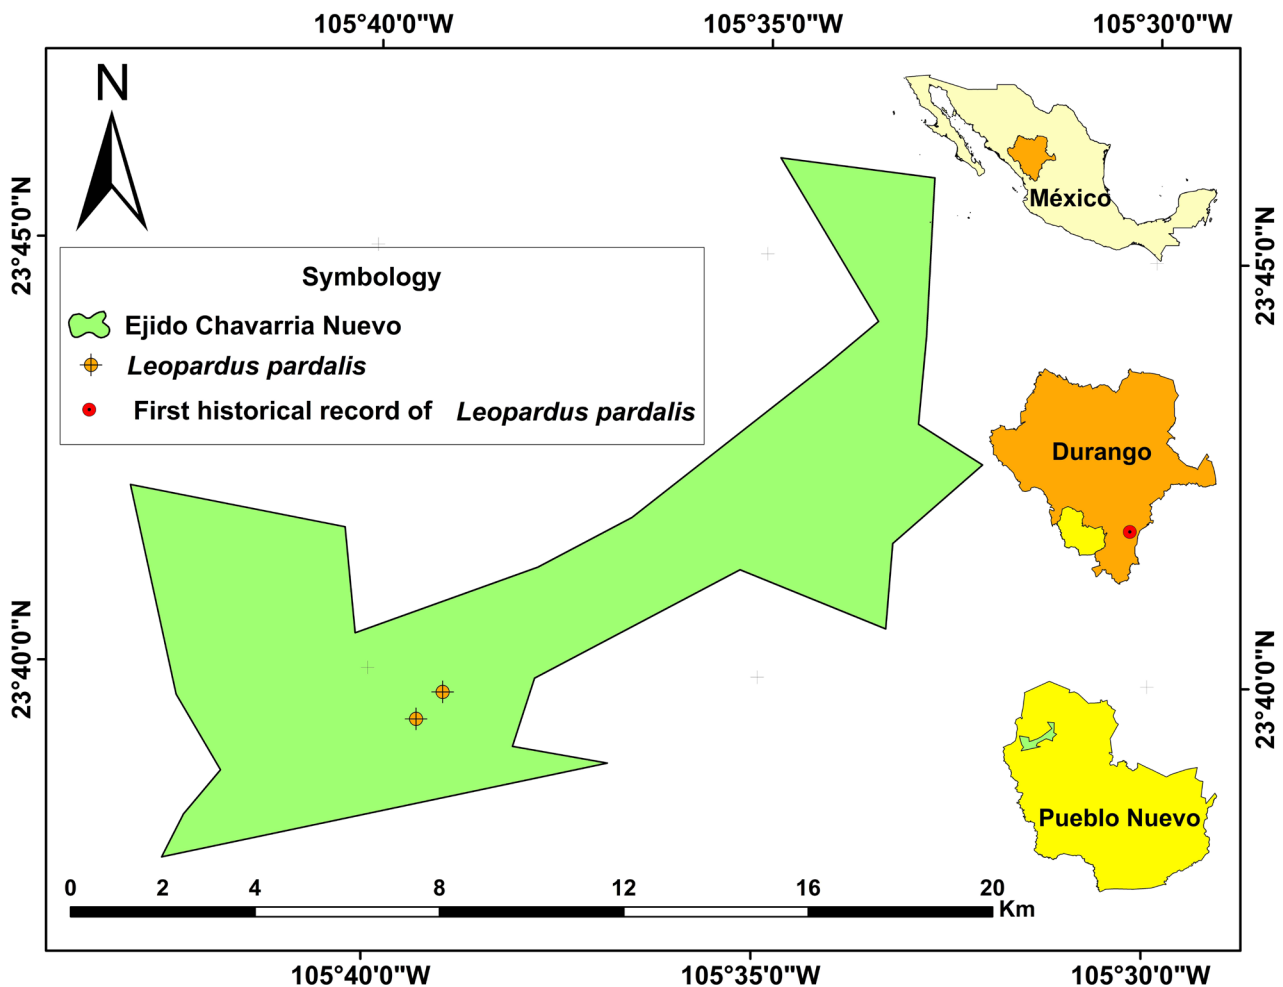 105°40'0"W 105°35'0"W 105°30'0"W
N
23°45'0"N
23°45'0"N
México
Symbology
Ejido Chavarria Nuevo
Leopardus pardalis
First historical record of Leopardus pardalis
Durango
23°40'0"N
23°40'0"N
Pueblo Nuevo
0 2 4 8 12 16 20
Km
105°40'0"W 105°35'0"W 105°30'0"W